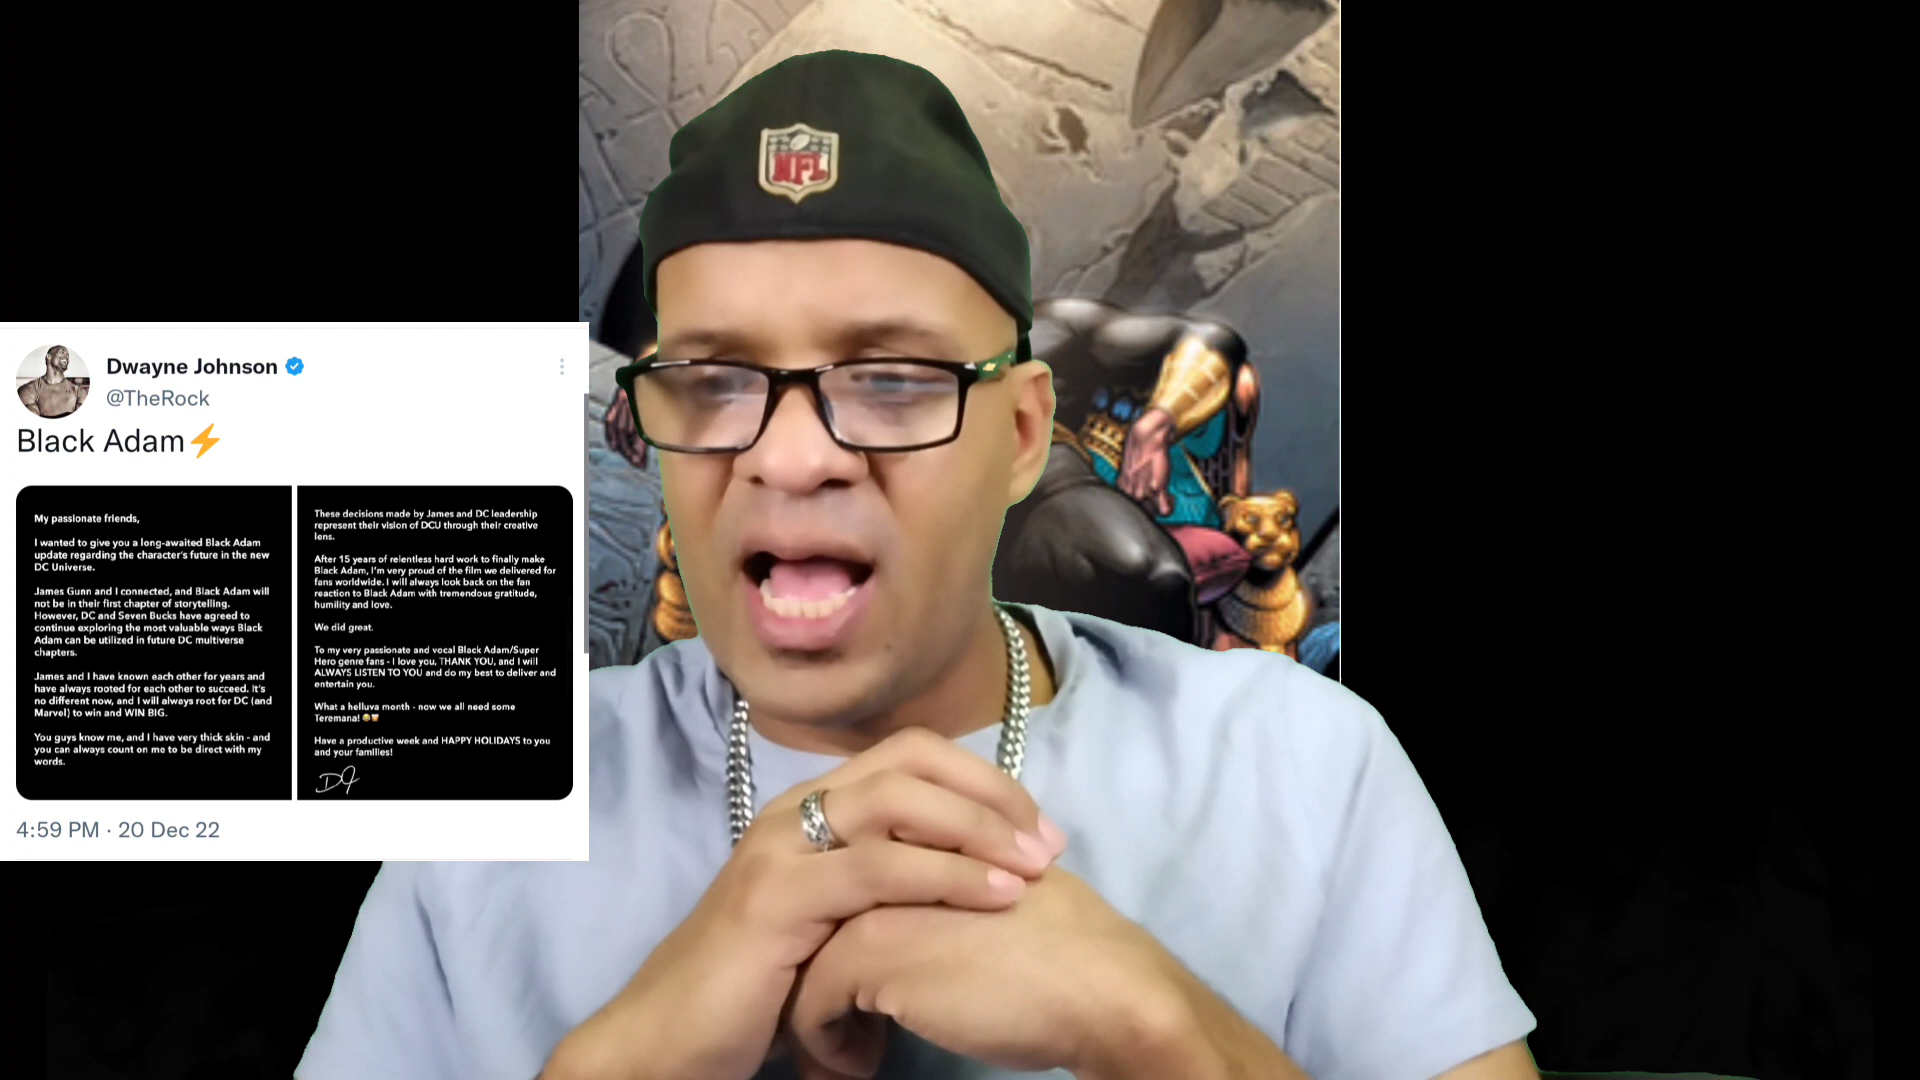 NFL
Dwayne Johnson
@TheRock
Black Adam⚡
My passionate friends,
I wanted to give you a long-awaited Black Adam
update regarding the character's future in the new
DC Universe.
James Gunn and I connected, and Black Adam will
not be in their first chapter of storytelling.
However, DC and Seven Bucks have agreed to
continue exploring the most valuable ways Black
Adam can be utilized in future DC multiverse
chapters.
James and I have known each other for years and
have always rooted for each other to succeed. It's
no different now, and I will always root for DC (and
Marvel) to win and WIN BIG.
You guys know me, and I have very thick skin - and
you can always count on me to be direct with my
words.
These decisions made by James and DC leadership
represent their vision of DCU through their creative
lens.
After 15 years of relentless hard work to finally make
Black Adam, I'm very proud of the film we delivered for
fans worldwide. I will always look back on the fan
reaction to Black Adam with tremendous gratitude,
humility and love.
We did great.
To my very passionate and vocal Black Adam/Super
Hero genre fans - I love you, THANK YOU, and I will
ALWAYS LISTEN TO YOU and do my best to deliver and
entertain you.
What a helluva month - now we all need some
Teremana! 😂🥃
Have a productive week and HAPPY HOLIDAYS to you
and your families!
DJ
4:59 PM · 20 Dec 22